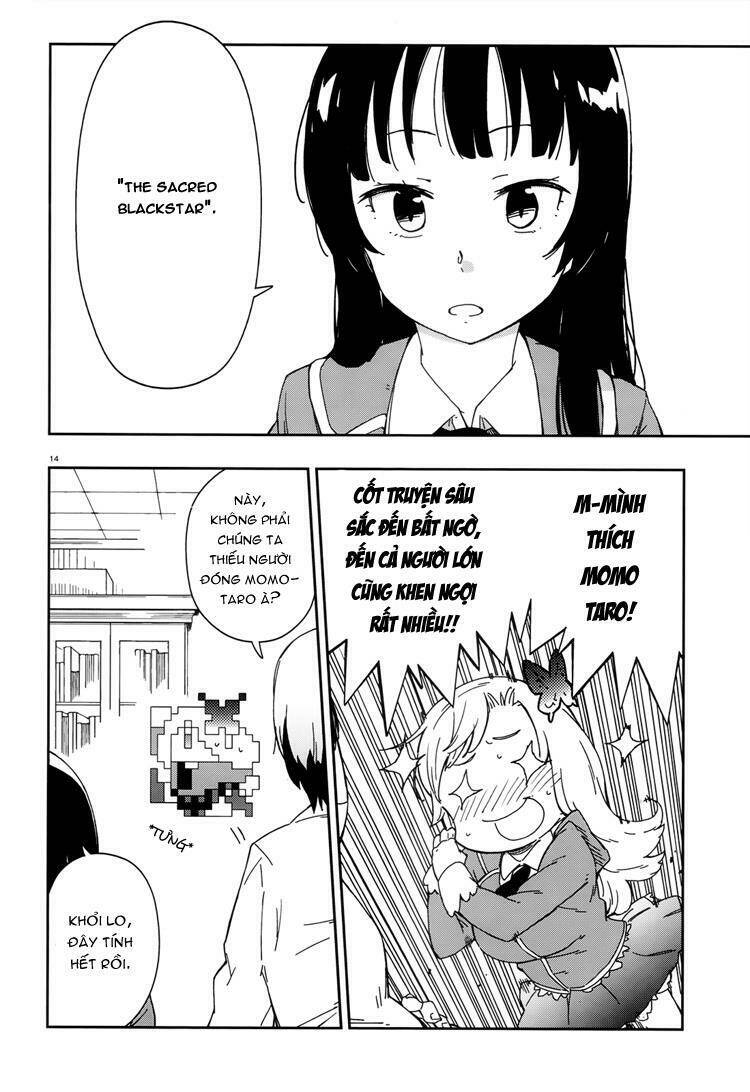 "THE SACRED
BLACKSTAR".
14
M-MÌNH
THÍCH
MOMO
TARO!
CỐT TRUYỆN SÂU
SẮC ĐẾN BẤT NGỜ,
ĐẾN CẢ NGƯỜI LỚN
CŨNG KHEN NGỢI
RẤT NHIỀU!!
NÀY,
KHÔNG PHẢI
CHÚNG TA
THIẾU NGƯỜI
ĐÓNG MOMO-
TARO À?
*TƯNG*
KHỎI LO,
ĐÂY TÍNH
HẾT RỒI.